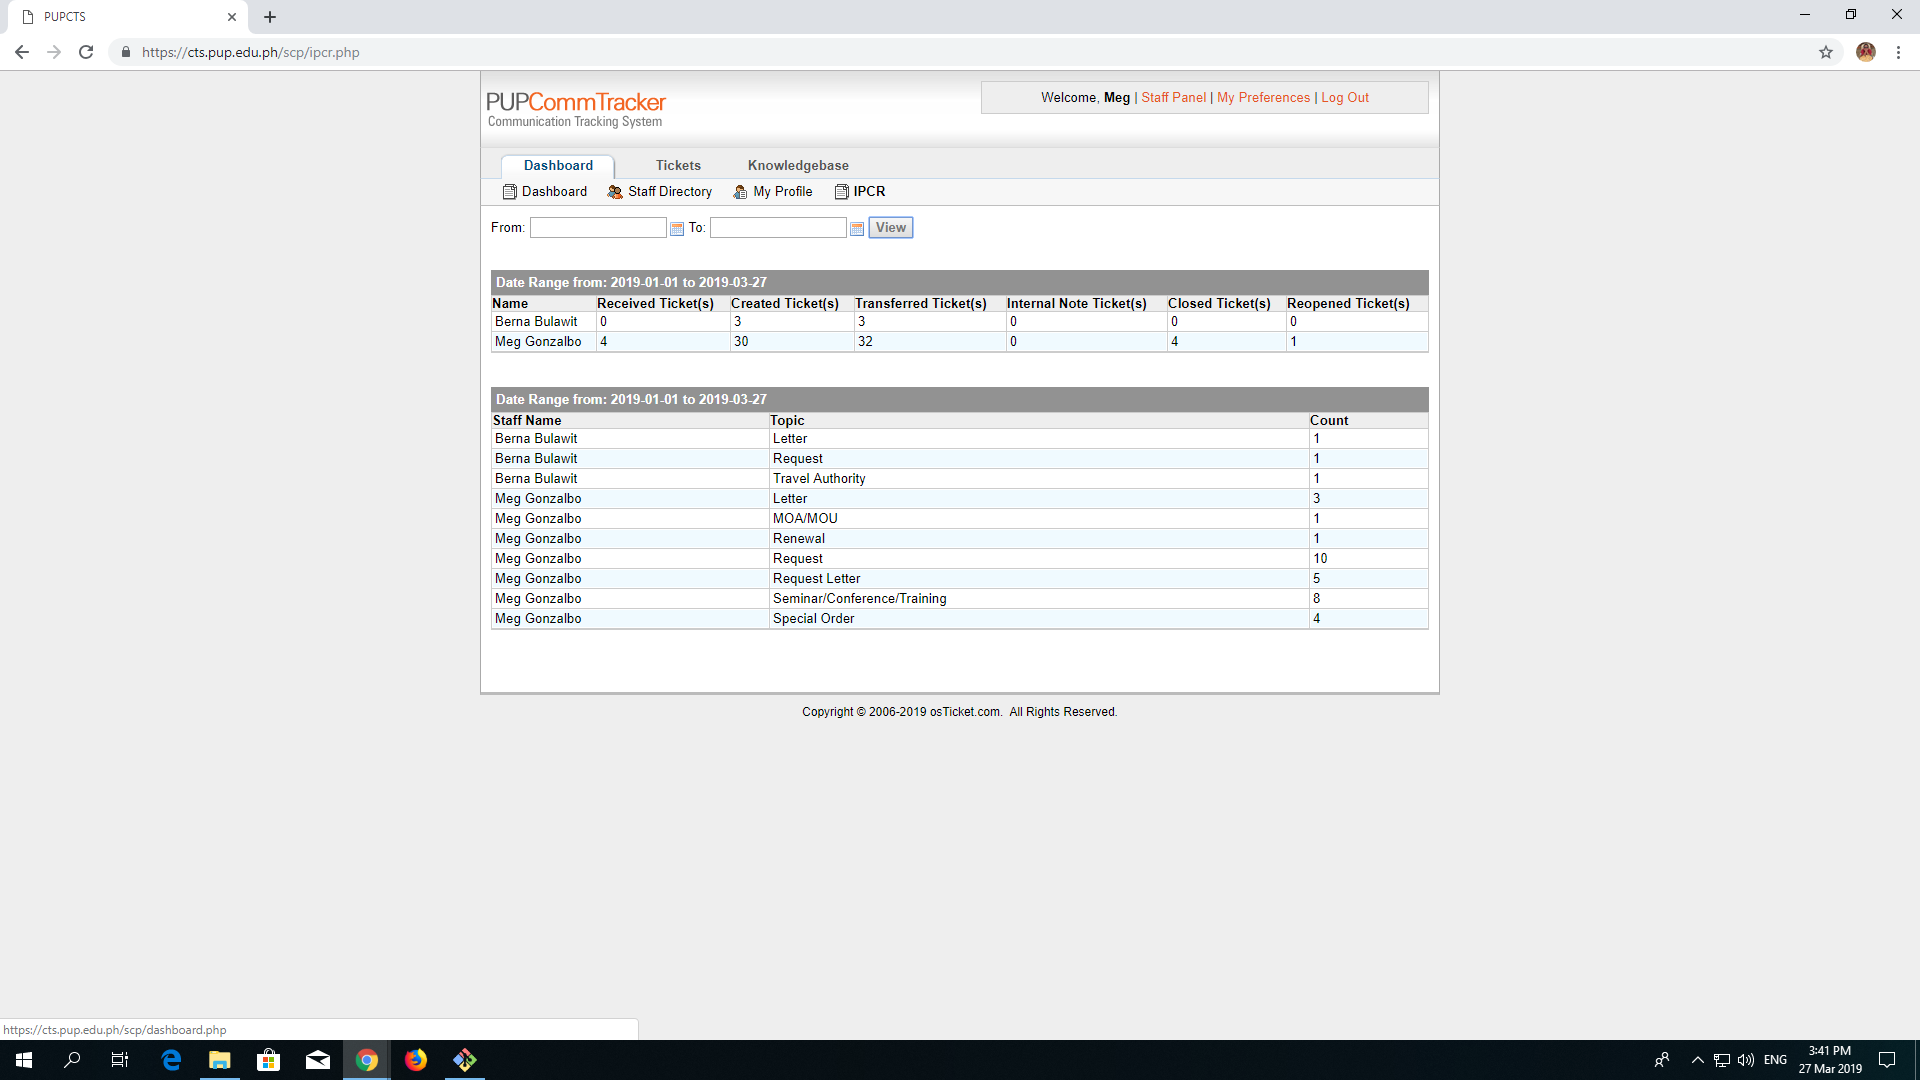 PUPCTS
https://cts.pup.edu.ph/scp/ipcr.php
PUPCommTracker
Communication Tracking System
Welcome, Meg | Staff Panel | My Preferences | Log Out
Dashboard Tickets Knowledgebase
Dashboard Staff Directory My Profile IPCR
From: To: View
Date Range from: 2019-01-01 to 2019-03-27
Name Received Ticket(s) Created Ticket(s) Transferred Ticket(s) Internal Note Ticket(s) Closed Ticket(s) Reopened Ticket(s)
Berna Bulawit 0 3 3 0 0 0
Meg Gonzalbo 4 30 32 0 4 1
Date Range from: 2019-01-01 to 2019-03-27
Staff Name Topic Count
Berna Bulawit Letter 1
Berna Bulawit Request 1
Berna Bulawit Travel Authority 1
Meg Gonzalbo Letter 3
Meg Gonzalbo MOA/MOU 1
Meg Gonzalbo Renewal 1
Meg Gonzalbo Request 10
Meg Gonzalbo Request Letter 5
Meg Gonzalbo Seminar/Conference/Training 8
Meg Gonzalbo Special Order 4
Copyright © 2006-2019 osTicket.com. All Rights Reserved.
https://cts.pup.edu.ph/scp/dashboard.php
ENG
3:41 PM
27 Mar 2019